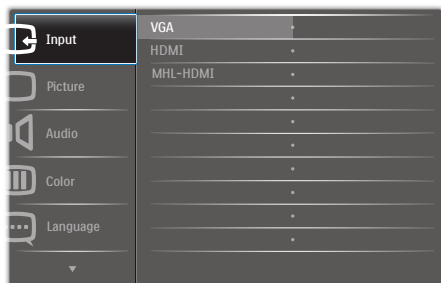 Input
Picture
Audio
Color
Language
VGA
HDMI
MHL-HDMI